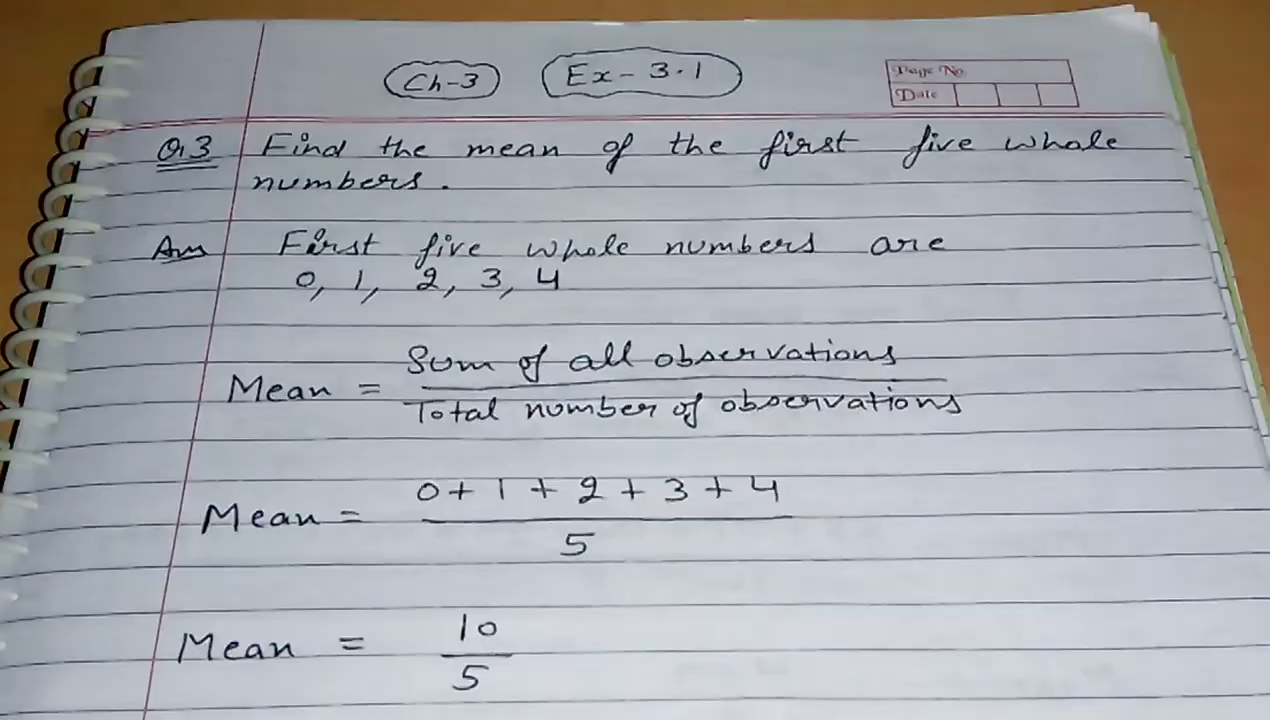 Ch-3 Ex-3.1
Page No.
Date
Q.3 Find the mean of the first five whole
numbers.
Ans First five whole numbers are
0, 1, 2, 3, 4
Sum of all observations
Mean =
Total number of observations
0 + 1 + 2 + 3 + 4
Mean =
5
10
Mean =
5